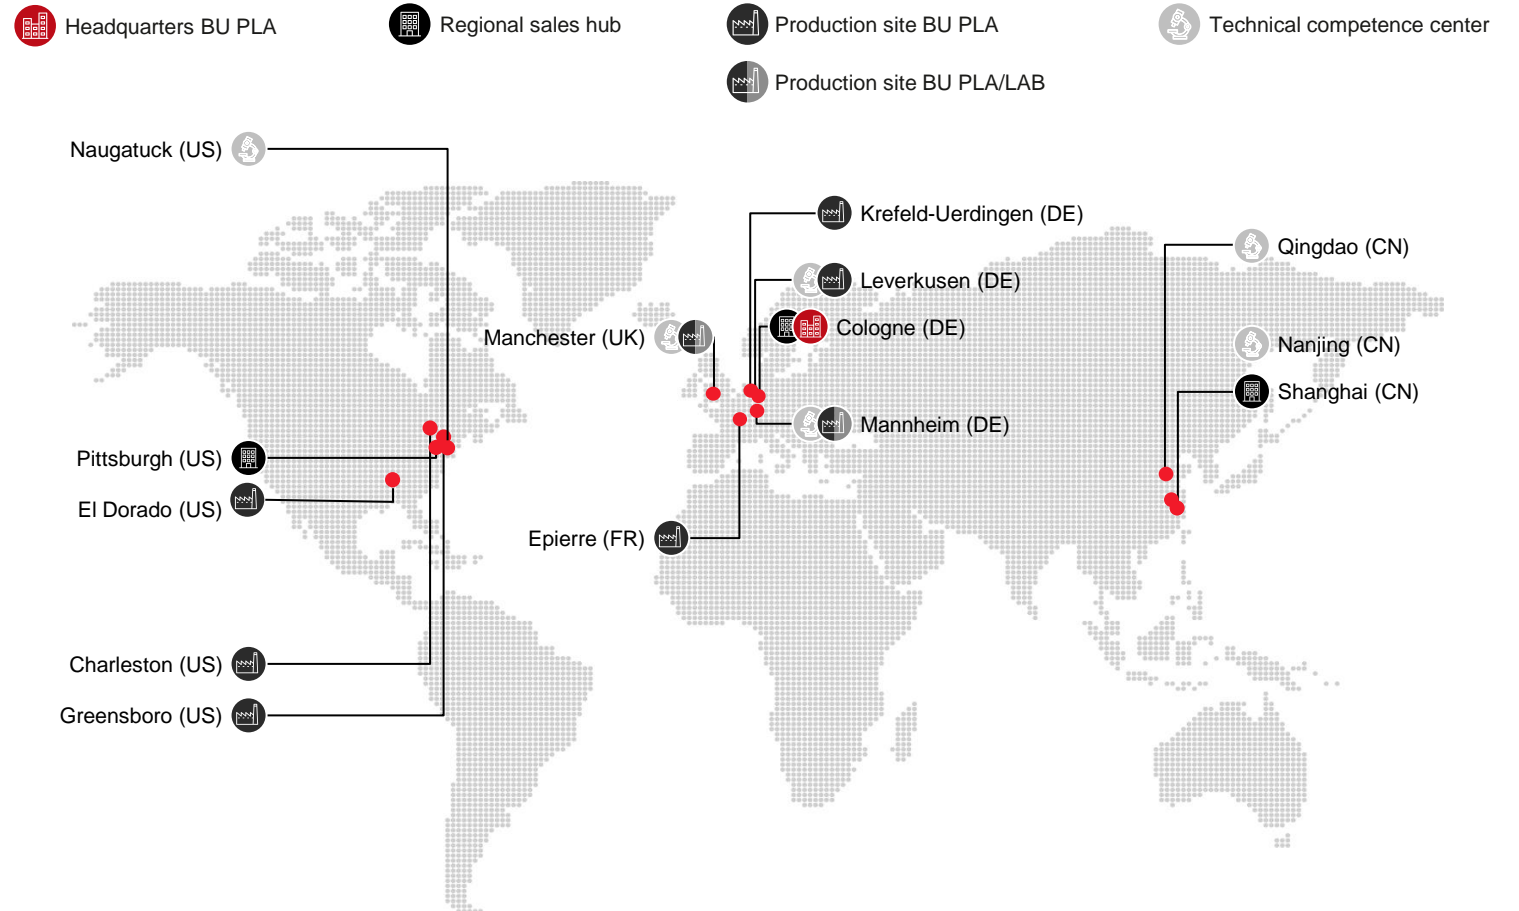 Headquarters BU PLA
Regional sales hub
Production site BU PLA
Technical competence center
Production site BU PLA/LAB
Naugatuck (US)
Krefeld-Uerdingen (DE)
Qingdao (CN)
Leverkusen (DE)
Cologne (DE)
Manchester (UK)
Nanjing (CN)
Shanghai (CN)
Mannheim (DE)
Pittsburgh (US)
El Dorado (US)
Epierre (FR)
Charleston (US)
Greensboro (US)